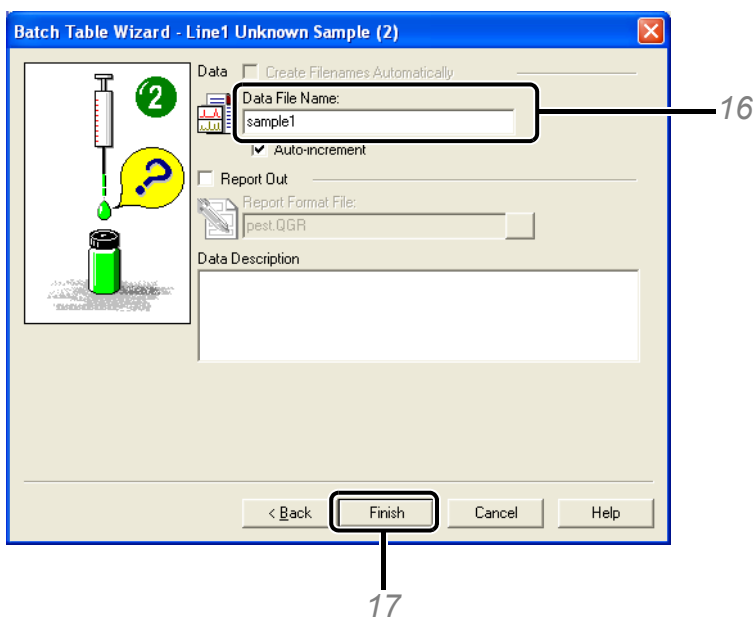 Batch Table Wizard - Line1 Unknown Sample (2)
2
?
Data Create Filenames Automatically
Data File Name:
sample1
16
Auto-increment
Report Out
Report Format File:
pest.QGR
Data Description
< Back Finish Cancel Help
17